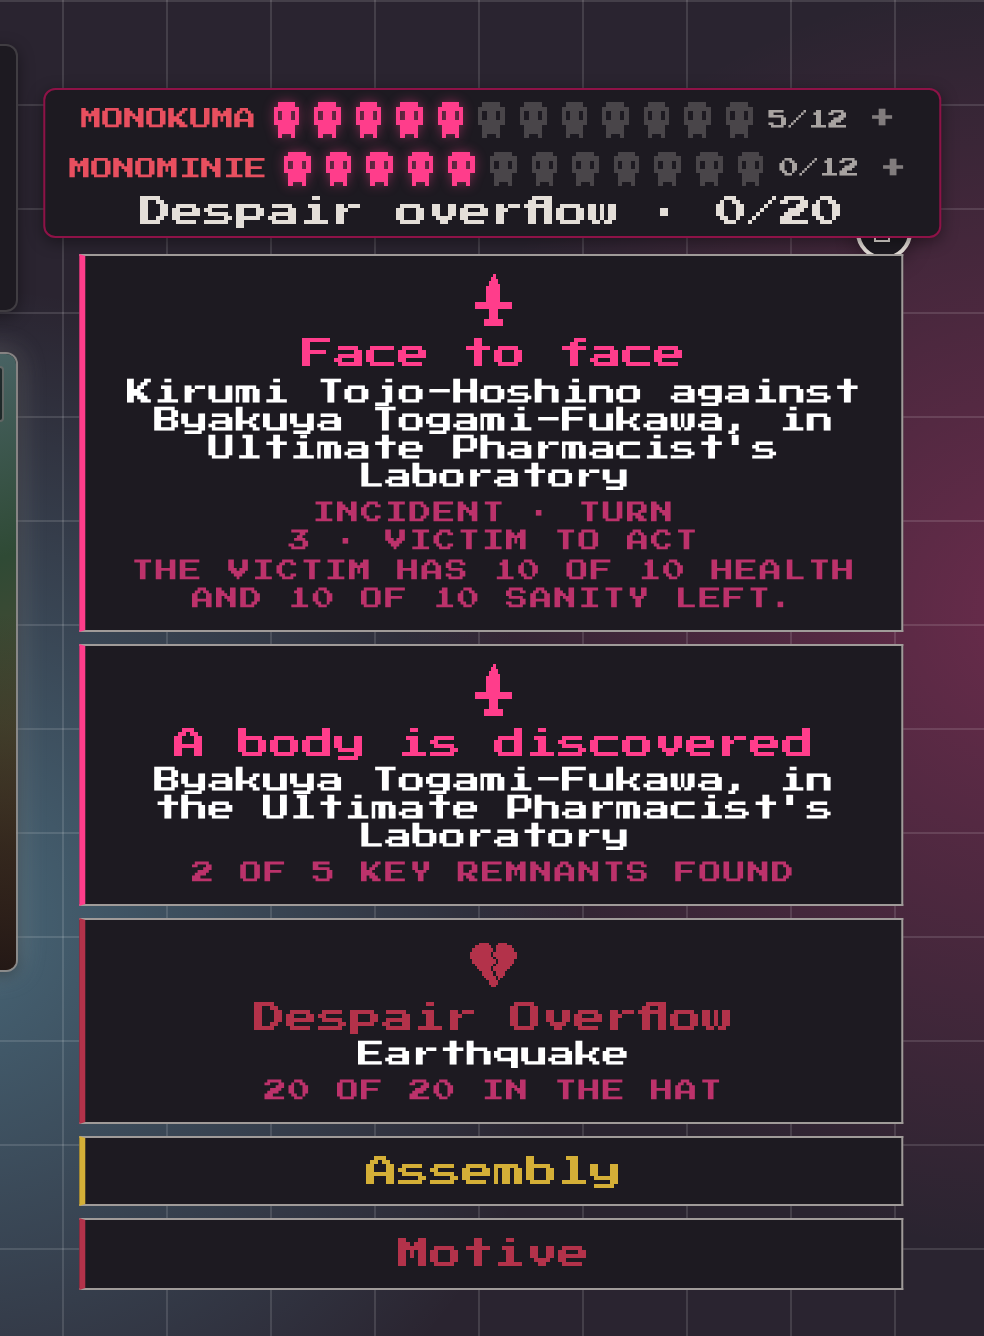 MONOKUMA 5/12 +
MONOMINIE 0/12 +
Despair overflow · 0/20
Face to face
Kirumi Tojo-Hoshino against
Byakuya Togami-Fukawa, in
Ultimate Pharmacist's
Laboratory
INCIDENT · TURN
3 · VICTIM TO ACT
THE VICTIM HAS 10 OF 10 HEALTH
AND 10 OF 10 SANITY LEFT.
A body is discovered
Byakuya Togami-Fukawa, in
the Ultimate Pharmacist's
Laboratory
2 OF 5 KEY REMNANTS FOUND
Despair Overflow
Earthquake
20 OF 20 IN THE HAT
Assembly
Motive